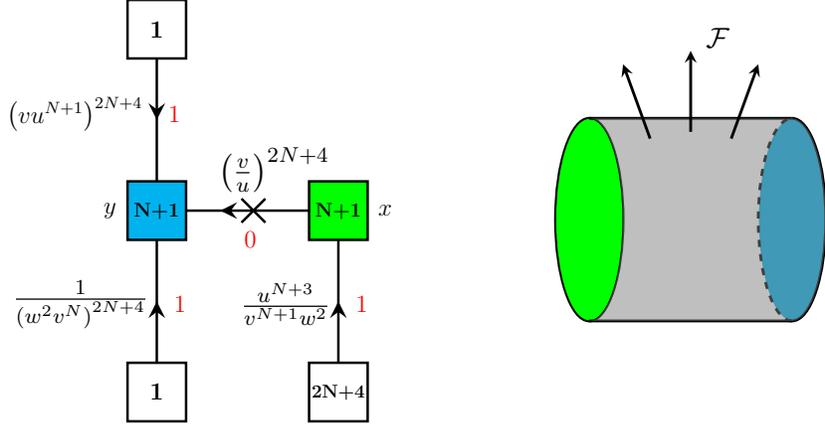 1
(vu^{N+1})^{2N+4}
1
(v/u)^{2N+4}
y
N+1
N+1
x
0
1/(w^2v^N)^{2N+4}
1
u^{N+3}/v^{N+1}w^2
1
1
2N+4
ℱ